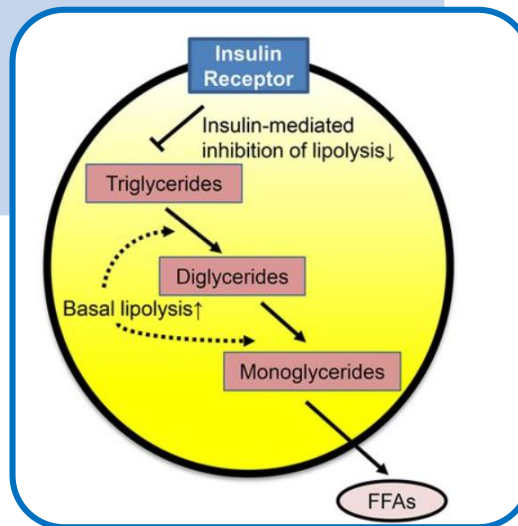 Insulin
Receptor
Insulin-mediated
inhibition of lipolysis↓
Triglycerides
Diglycerides
Basal lipolysis↑
Monoglycerides
FFAs